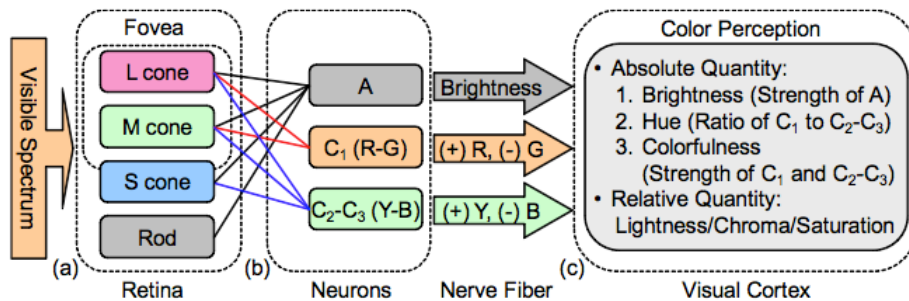 Visible Spectrum
(a)
Fovea
L cone
M cone
S cone
Rod
Retina
(b)
A
C₁ (R-G)
C₂-C₃ (Y-B)
Neurons
Brightness
(+) R, (-) G
(+) Y, (-) B
Nerve Fiber
(c)
Color Perception
• Absolute Quantity:
1. Brightness (Strength of A)
2. Hue (Ratio of C₁ to C₂-C₃)
3. Colorfulness
(Strength of C₁ and C₂-C₃)
• Relative Quantity:
Lightness/Chroma/Saturation
Visual Cortex